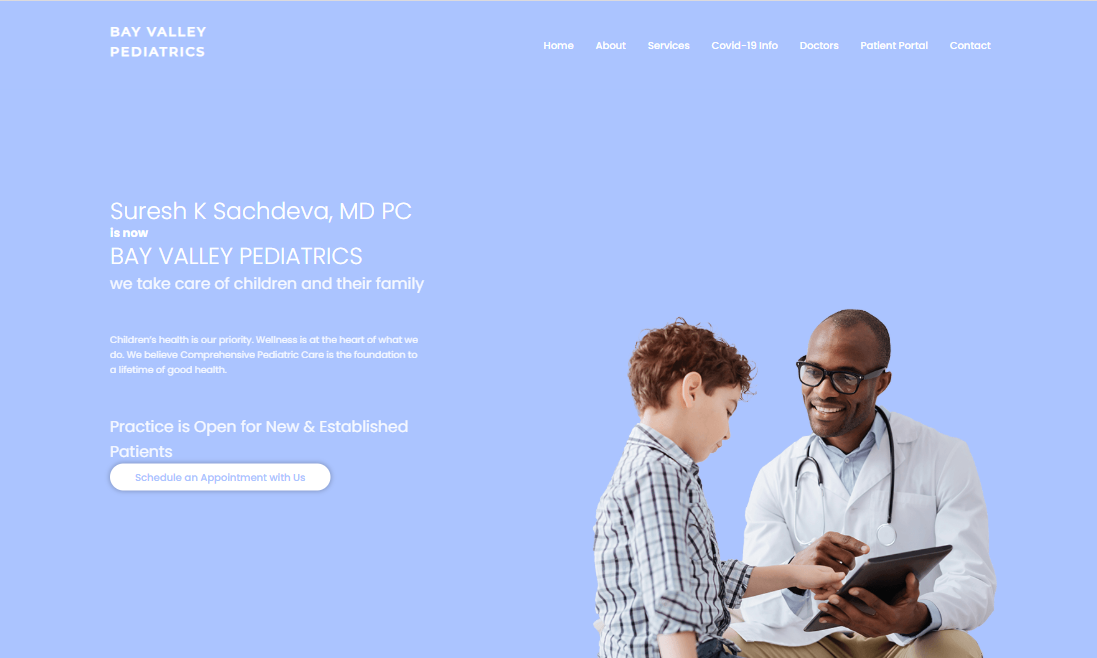 BAY VALLEY
PEDIATRICS
Home About Services Covid-19 Info Doctors Patient Portal Contact
Suresh K Sachdeva, MD PC
is now
BAY VALLEY PEDIATRICS
we take care of children and their family
Children's health is our priority. Wellness is at the heart of what we
do. We believe Comprehensive Pediatric Care is the foundation to
a lifetime of good health.
Practice is Open for New & Established
Patients
Schedule an Appointment with Us